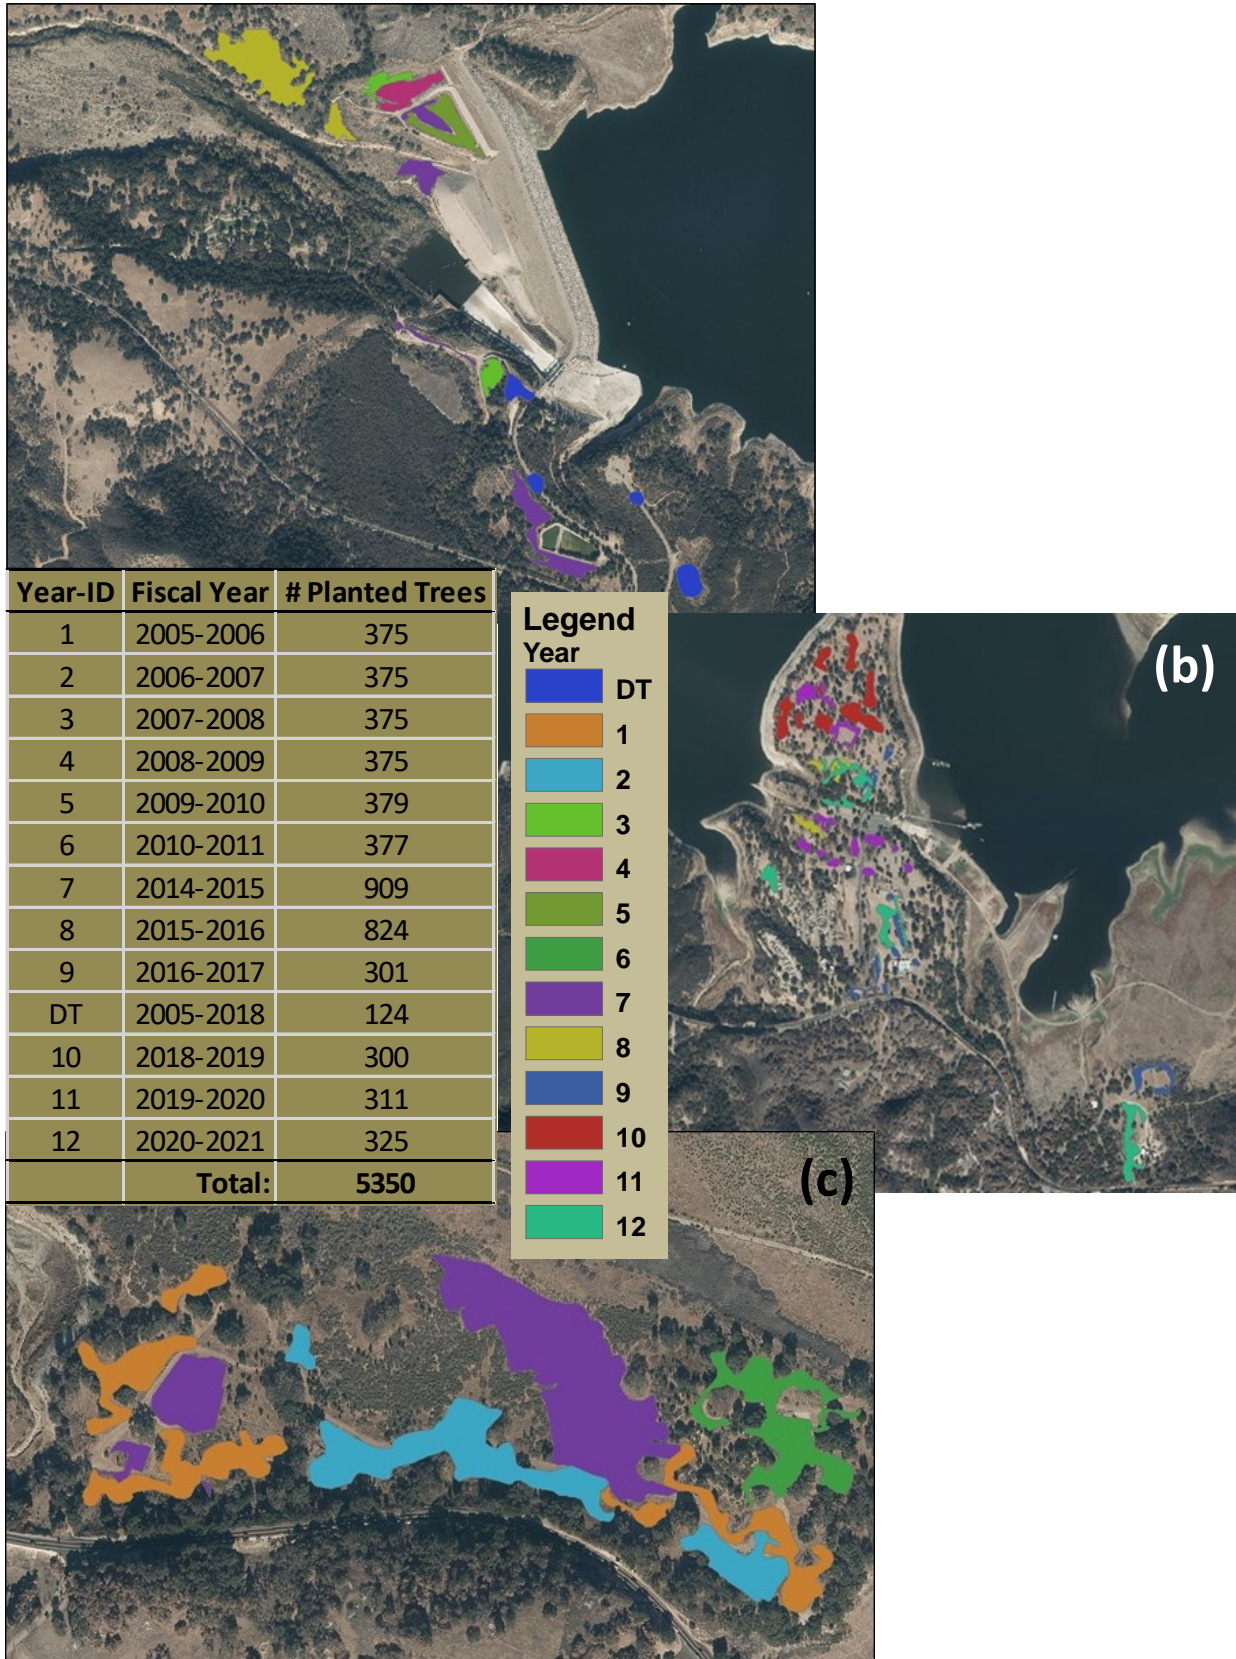 Year-ID Fiscal Year # Planted Trees
1 2005-2006 375
2 2006-2007 375
3 2007-2008 375
4 2008-2009 375
5 2009-2010 379
6 2010-2011 377
7 2014-2015 909
8 2015-2016 824
9 2016-2017 301
DT 2005-2018 124
10 2018-2019 300
11 2019-2020 311
12 2020-2021 325
Total: 5350
Legend
Year
DT
1
2
3
4
5
6
7
8
9
10
11
12
(b)
(c)